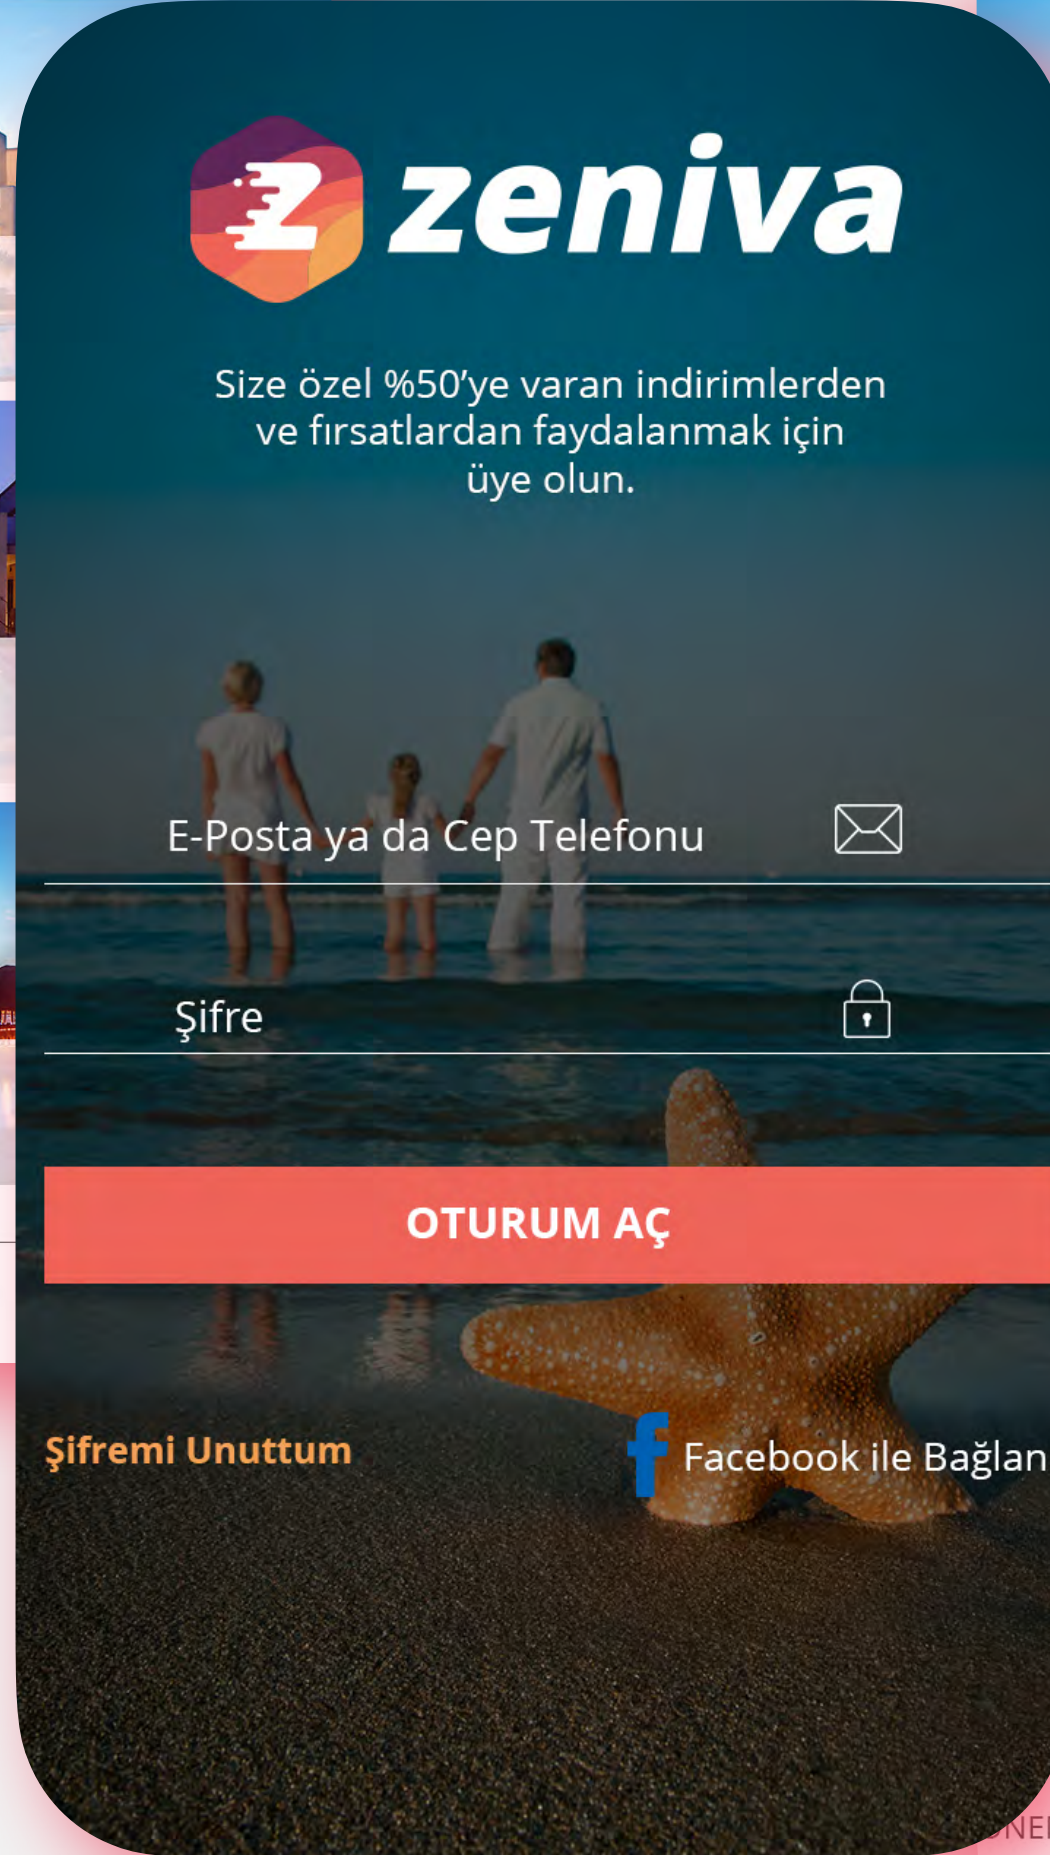 zeniva
Size özel %50’ye varan indirimlerden
ve fırsatlardan faydalanmak için
üye olun.
E-Posta ya da Cep Telefonu
Şifre
OTURUM AÇ
Şifremi Unuttum
Facebook ile Bağlan